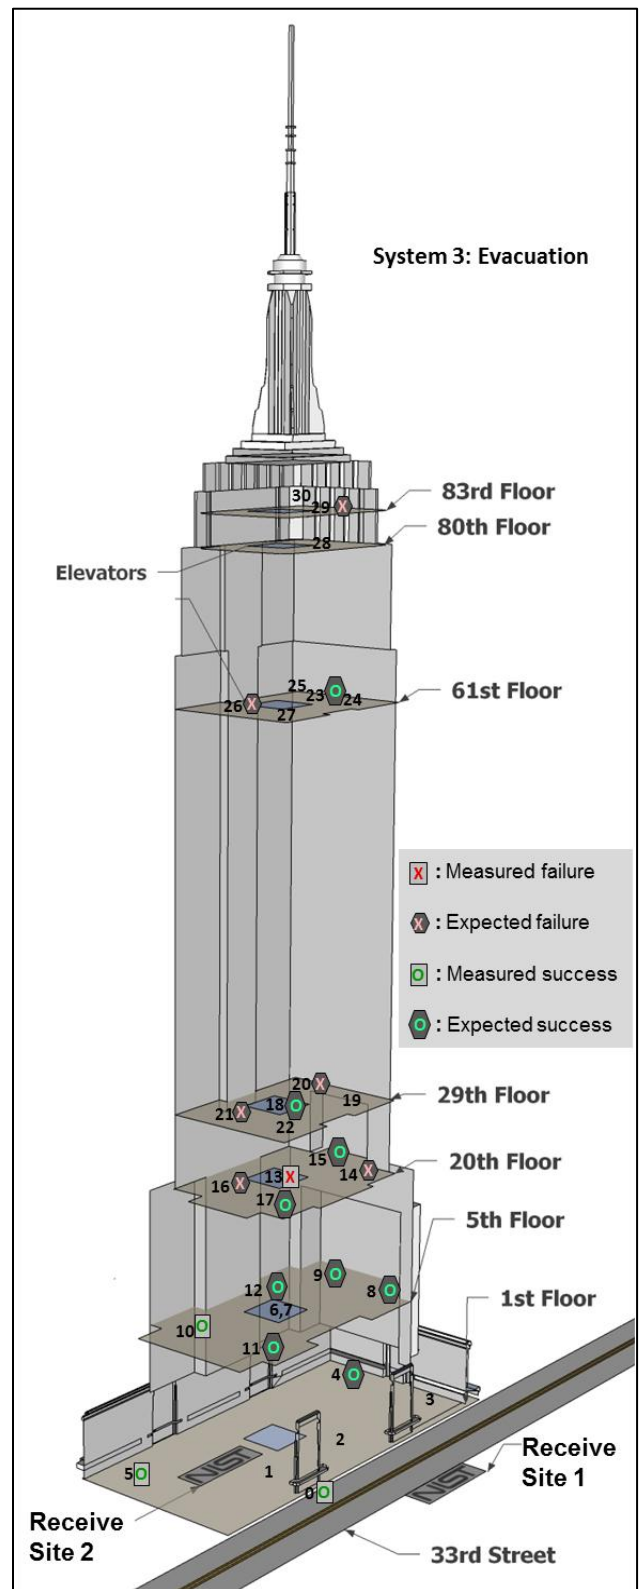 System 3: Evacuation
30
29 X
83rd Floor
28
80th Floor
Elevators
25
23 O
24
26 X
27
61st Floor
X : Measured failure
X : Expected failure
O : Measured success
O : Expected success
20 X
18 O
19
21 X
22
29th Floor
15 O
13 X
14 X
16 X
17 O
20th Floor
5th Floor
9 O
12 O
8 O
6,7
10 O
11 O
1st Floor
4 O
3
2
5 O
NIST
1
0 O
NIST
Receive
Site 1
Receive
Site 2
33rd Street